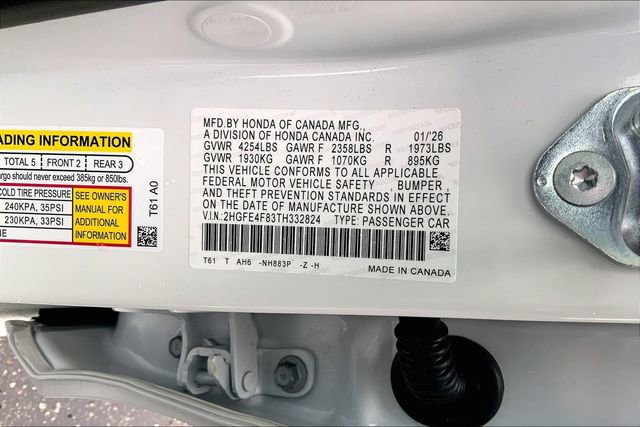 ADING INFORMATION
TOTAL 5 FRONT 2 REAR 3
argo should never exceed 385kg or 850lbs.
COLD TIRE PRESSURE
240KPA, 35PSI
230KPA, 33PSI
SEE OWNER'S
MANUAL FOR
ADDITIONAL
INFORMATION
T61 A0
MFD.BY HONDA OF CANADA MFG.,
A DIVISION OF HONDA CANADA INC. 01/'26
GVWR 4254LBS GAWR F 2358LBS R 1973LBS
GVWR 1930KG GAWR F 1070KG R 895KG
THIS VEHICLE CONFORMS TO ALL APPLICABLE
FEDERAL MOTOR VEHICLE SAFETY , BUMPER ,
AND THEFT PREVENTION STANDARDS IN EFFECT
ON THE DATE OF MANUFACTURE SHOWN ABOVE.
V.I.N:2HGFE4F83TH332824 TYPE: PASSENGER CAR
T61 T AH6 -NH883P -Z -H
MADE IN CANADA